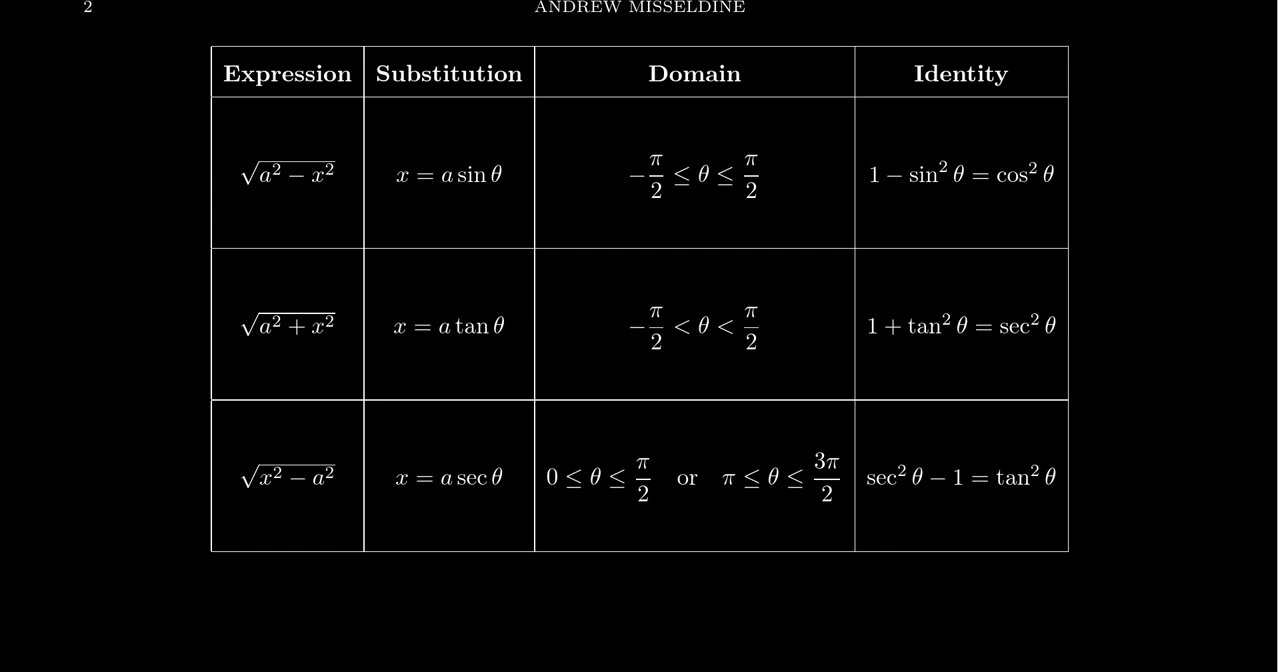 2 ANDREW MISSELDINE
Expression Substitution Domain Identity
√(a² − x²) x = a sin θ −π/2 ≤ θ ≤ π/2 1 − sin² θ = cos² θ
√(a² + x²) x = a tan θ −π/2 < θ < π/2 1 + tan² θ = sec² θ
√(x² − a²) x = a sec θ 0 ≤ θ ≤ π/2 or π ≤ θ ≤ 3π/2 sec² θ − 1 = tan² θ